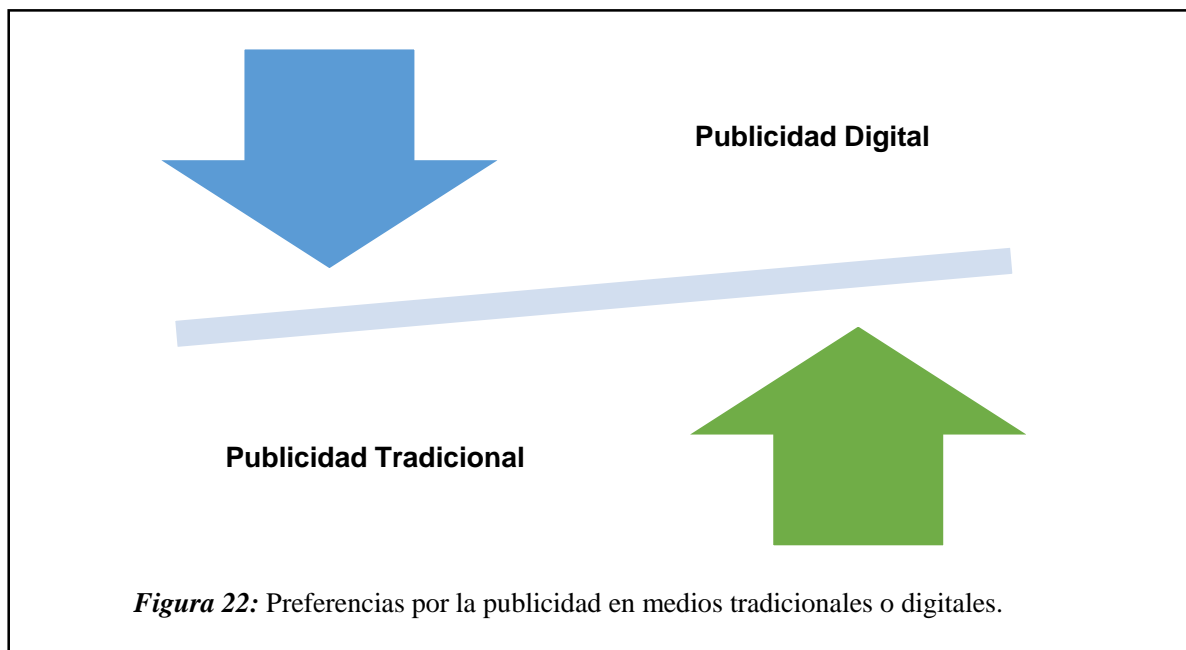 Publicidad Digital
Publicidad Tradicional
Figura 22: Preferencias por la publicidad en medios tradicionales o digitales.